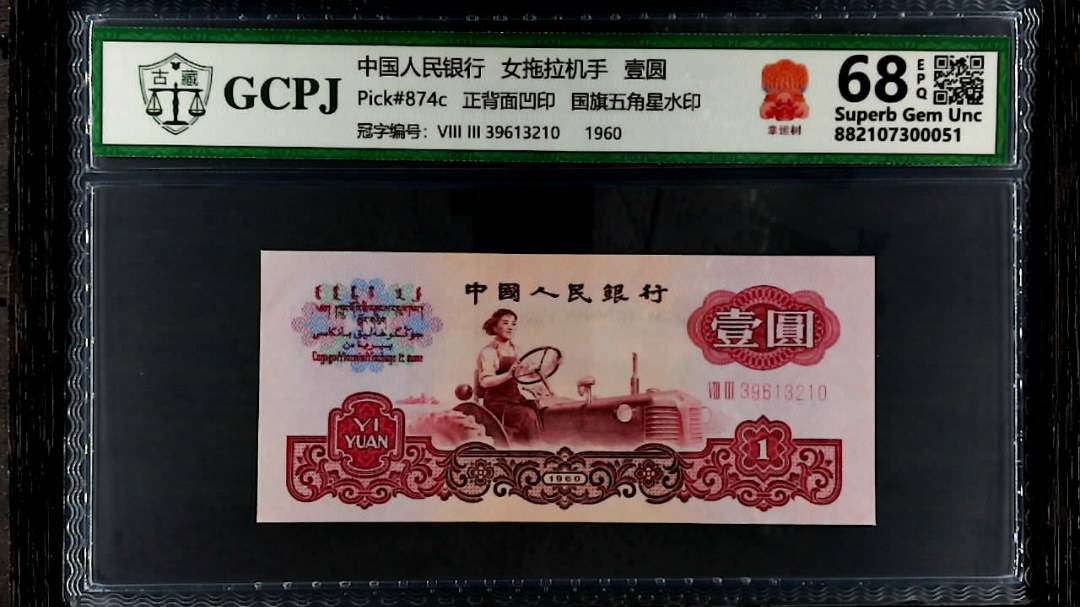 古 藏
GCPJ
中国人民银行 女拖拉机手 壹圆
Pick#874c 正背面凹印 国旗五角星水印
冠字编号：VIII III 39613210 1960
幸运树
68 EPQ
Superb Gem Unc
882107300051
中國人民銀行
壹圓
VIII III 39613210
YI
YUAN
1960
1